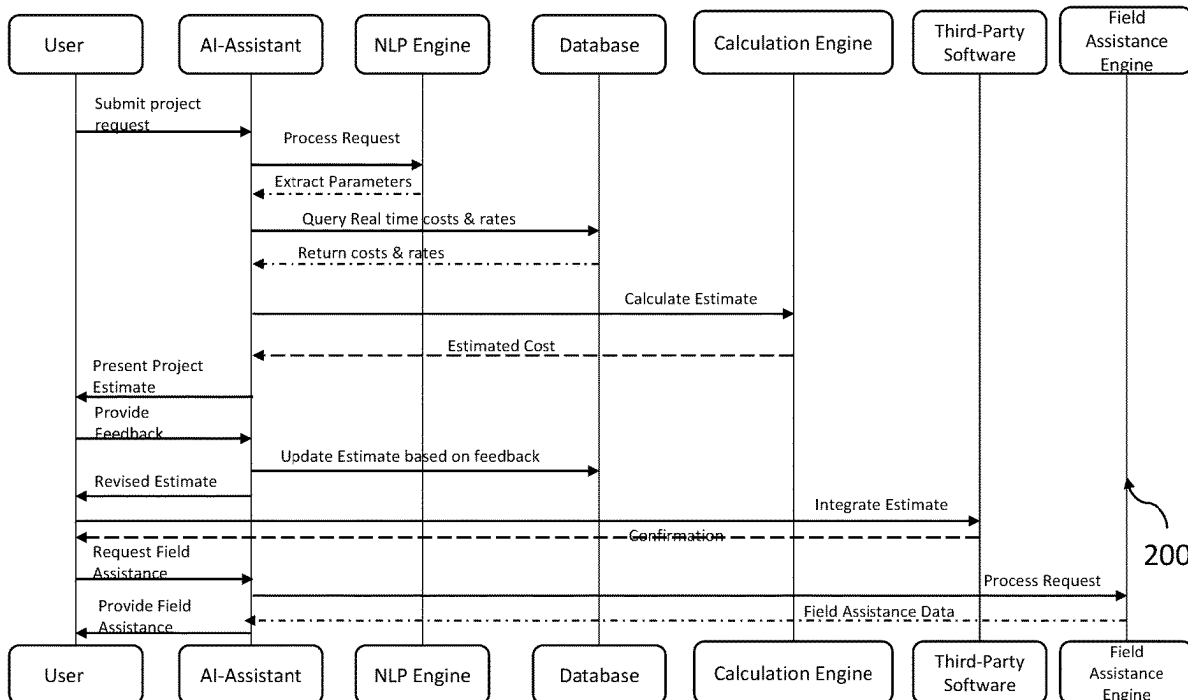 User
AI-Assistant
NLP Engine
Database
Calculation Engine
Third-Party
Software
Field
Assistance
Engine
Submit project
request
Process Request
Extract Parameters
Query Real time costs & rates
Return costs & rates
Calculate Estimate
Estimated Cost
Present Project
Estimate
Provide
Feedback
Update Estimate based on feedback
Revised Estimate
Integrate Estimate
Confirmation
200
Request Field
Assistance
Process Request
Provide Field
Assistance
Field Assistance Data
User
AI-Assistant
NLP Engine
Database
Calculation Engine
Third-Party
Software
Field
Assistance
Engine